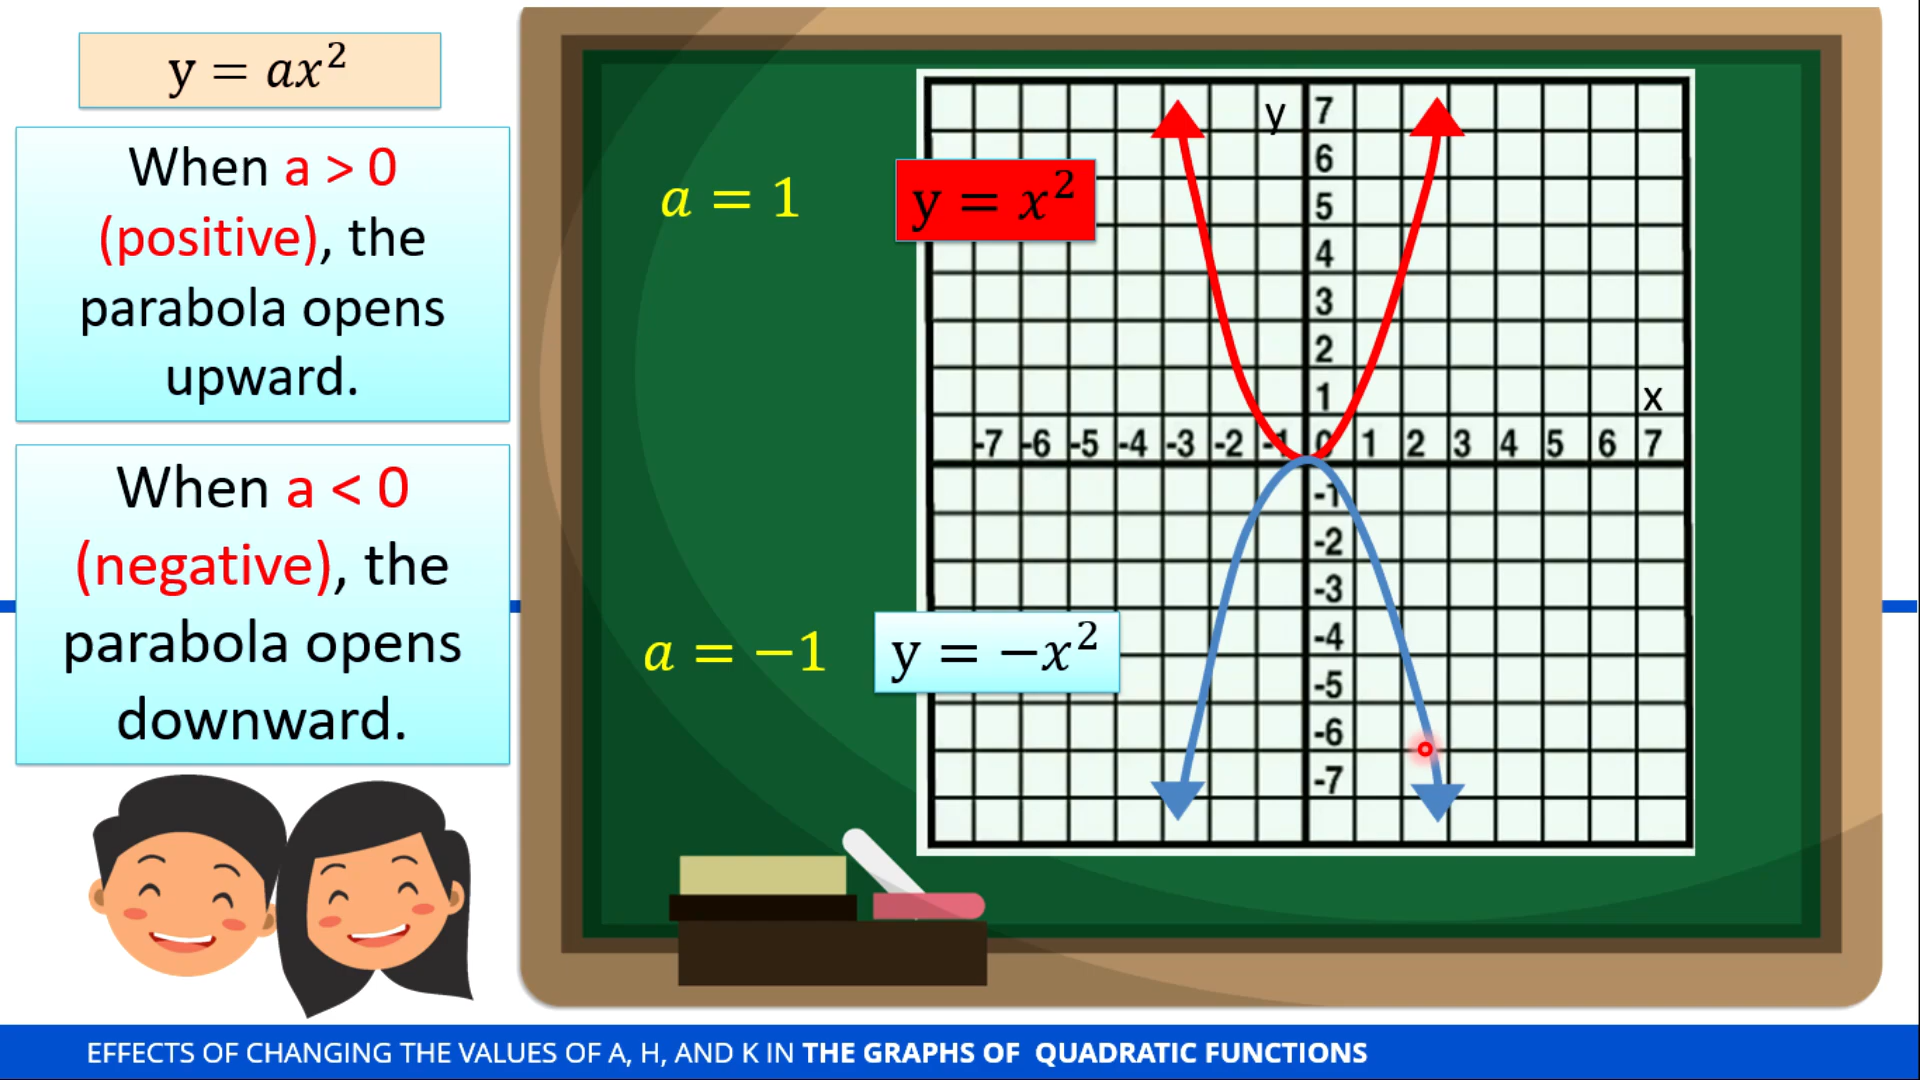 y = ax²
When a > 0
(positive), the
parabola opens
upward.
When a < 0
(negative), the
parabola opens
downward.
a = 1
y = x²
a = −1
y = −x²
y
7
6
5
4
3
2
1
x
-7 -6 -5 -4 -3 -2 -1 0 1 2 3 4 5 6 7
-1
-2
-3
-4
-5
-6
-7
EFFECTS OF CHANGING THE VALUES OF A, H, AND K IN THE GRAPHS OF QUADRATIC FUNCTIONS